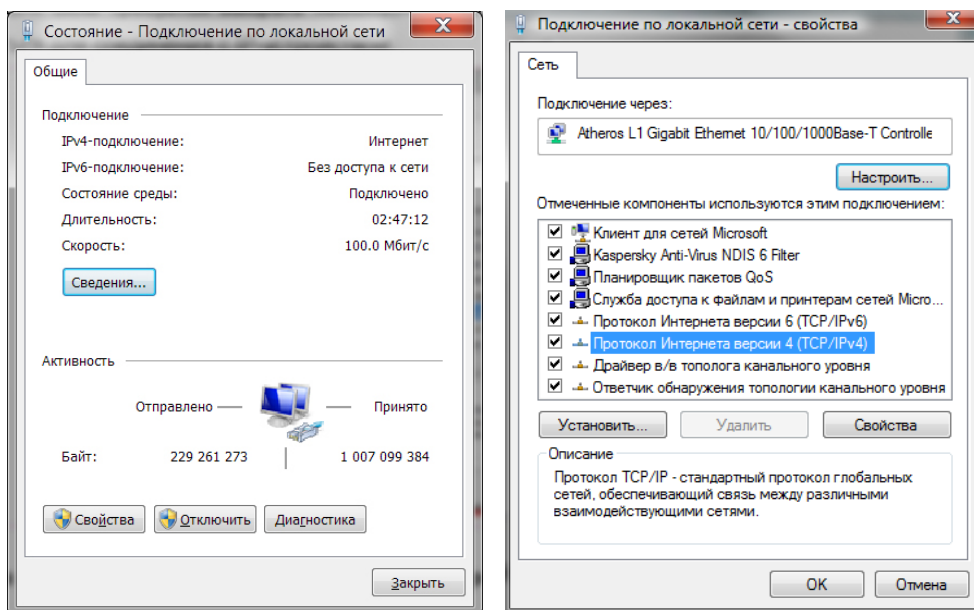 Состояние - Подключение по локальной сети
Общие
Подключение
IPv4-подключение: Интернет
IPv6-подключение: Без доступа к сети
Состояние среды: Подключено
Длительность: 02:47:12
Скорость: 100.0 Мбит/с
Сведения...
Активность
Отправлено Принято
Байт: 229 261 273 1 007 099 384
Свойства Отключить Диагностика
Закрыть
Подключение по локальной сети - свойства
Сеть
Подключение через:
Atheros L1 Gigabit Ethernet 10/100/1000Base-T Controlle
Настроить...
Отмеченные компоненты используются этим подключением:
Клиент для сетей Microsoft
Kaspersky Anti-Virus NDIS 6 Filter
Планировщик пакетов QoS
Служба доступа к файлам и принтерам сетей Micro...
Протокол Интернета версии 6 (TCP/IPv6)
Протокол Интернета версии 4 (TCP/IPv4)
Драйвер в/в тополога канального уровня
Ответчик обнаружения топологии канального уровня
Установить... Удалить Свойства
Описание
Протокол TCP/IP - стандартный протокол глобальных
сетей, обеспечивающий связь между различными
взаимодействующими сетями.
OK Отмена